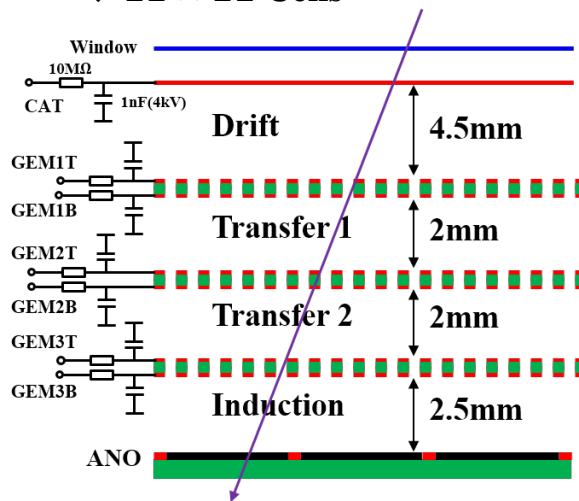 Window
10MΩ
CAT
1nF(4kV)
Drift
4.5mm
GEM1T
GEM1B
Transfer 1
2mm
GEM2T
GEM2B
Transfer 2
2mm
GEM3T
GEM3B
Induction
2.5mm
ANO